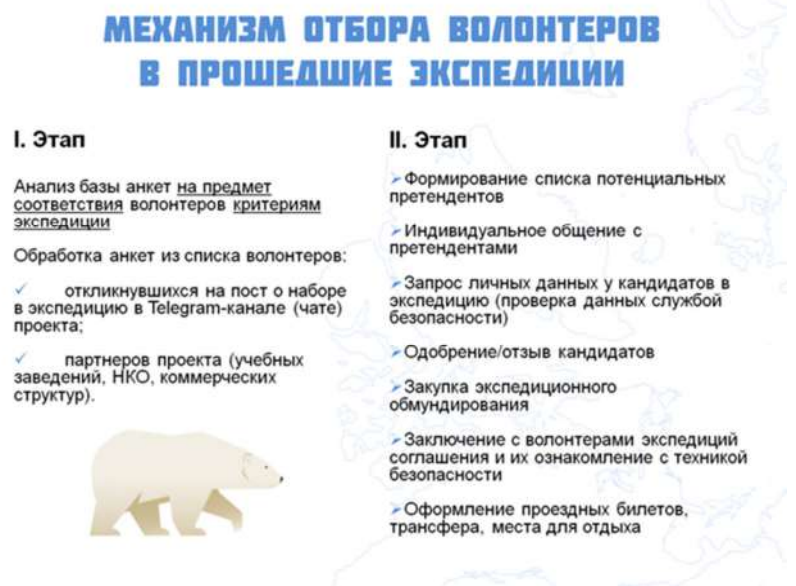 МЕХАНИЗМ ОТБОРА ВОЛОНТЕРОВ
В ПРОШЕДШИЕ ЭКСПЕДИЦИИ
I. Этап
Анализ базы анкет на предмет
соответствия волонтеров критериям
экспедиции
Обработка анкет из списка волонтеров:
✓ откликнувшихся на пост о наборе
в экспедицию в Telegram-канале (чате)
проекта;
✓ партнеров проекта (учебных
заведений, НКО, коммерческих
структур).
II. Этап
➢Формирование списка потенциальных
претендентов
➢Индивидуальное общение с
претендентами
➢Запрос личных данных у кандидатов в
экспедицию (проверка данных службой
безопасности)
➢Одобрение/отзыв кандидатов
➢Закупка экспедиционного
обмундирования
➢Заключение с волонтерами экспедиций
соглашения и их ознакомление с техникой
безопасности
➢Оформление проездных билетов,
трансфера, места для отдыха